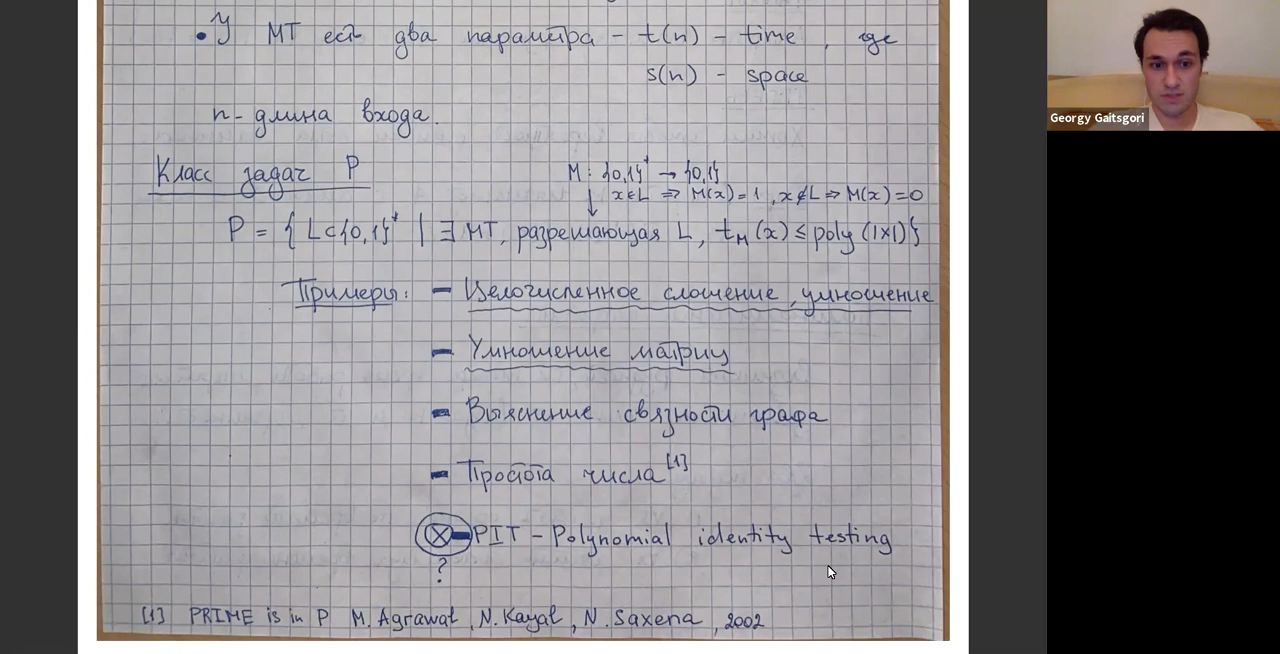 • У МТ есть два параметра – t(n) – time , где
s(n) – space
n - длина входа.
Класс задач P
M: {0,1}* → {0,1}
x∈L ⇒ M(x)=1 , x∉L ⇒ M(x)=0
P = { L⊂{0,1}* | ∃ МТ, разрешающая L, t_M(x) ≤ poly(|x|)}
Примеры: – Целочисленное сложение, умножение
– Умножение матриц
– Выяснение связности графа
– Простота числа [1]
⊗ – PIT – Polynomial identity testing
?
[1] PRIME is in P M. Agrawal, N. Kayal, N. Saxena, 2002
Georgy Gaitsgori